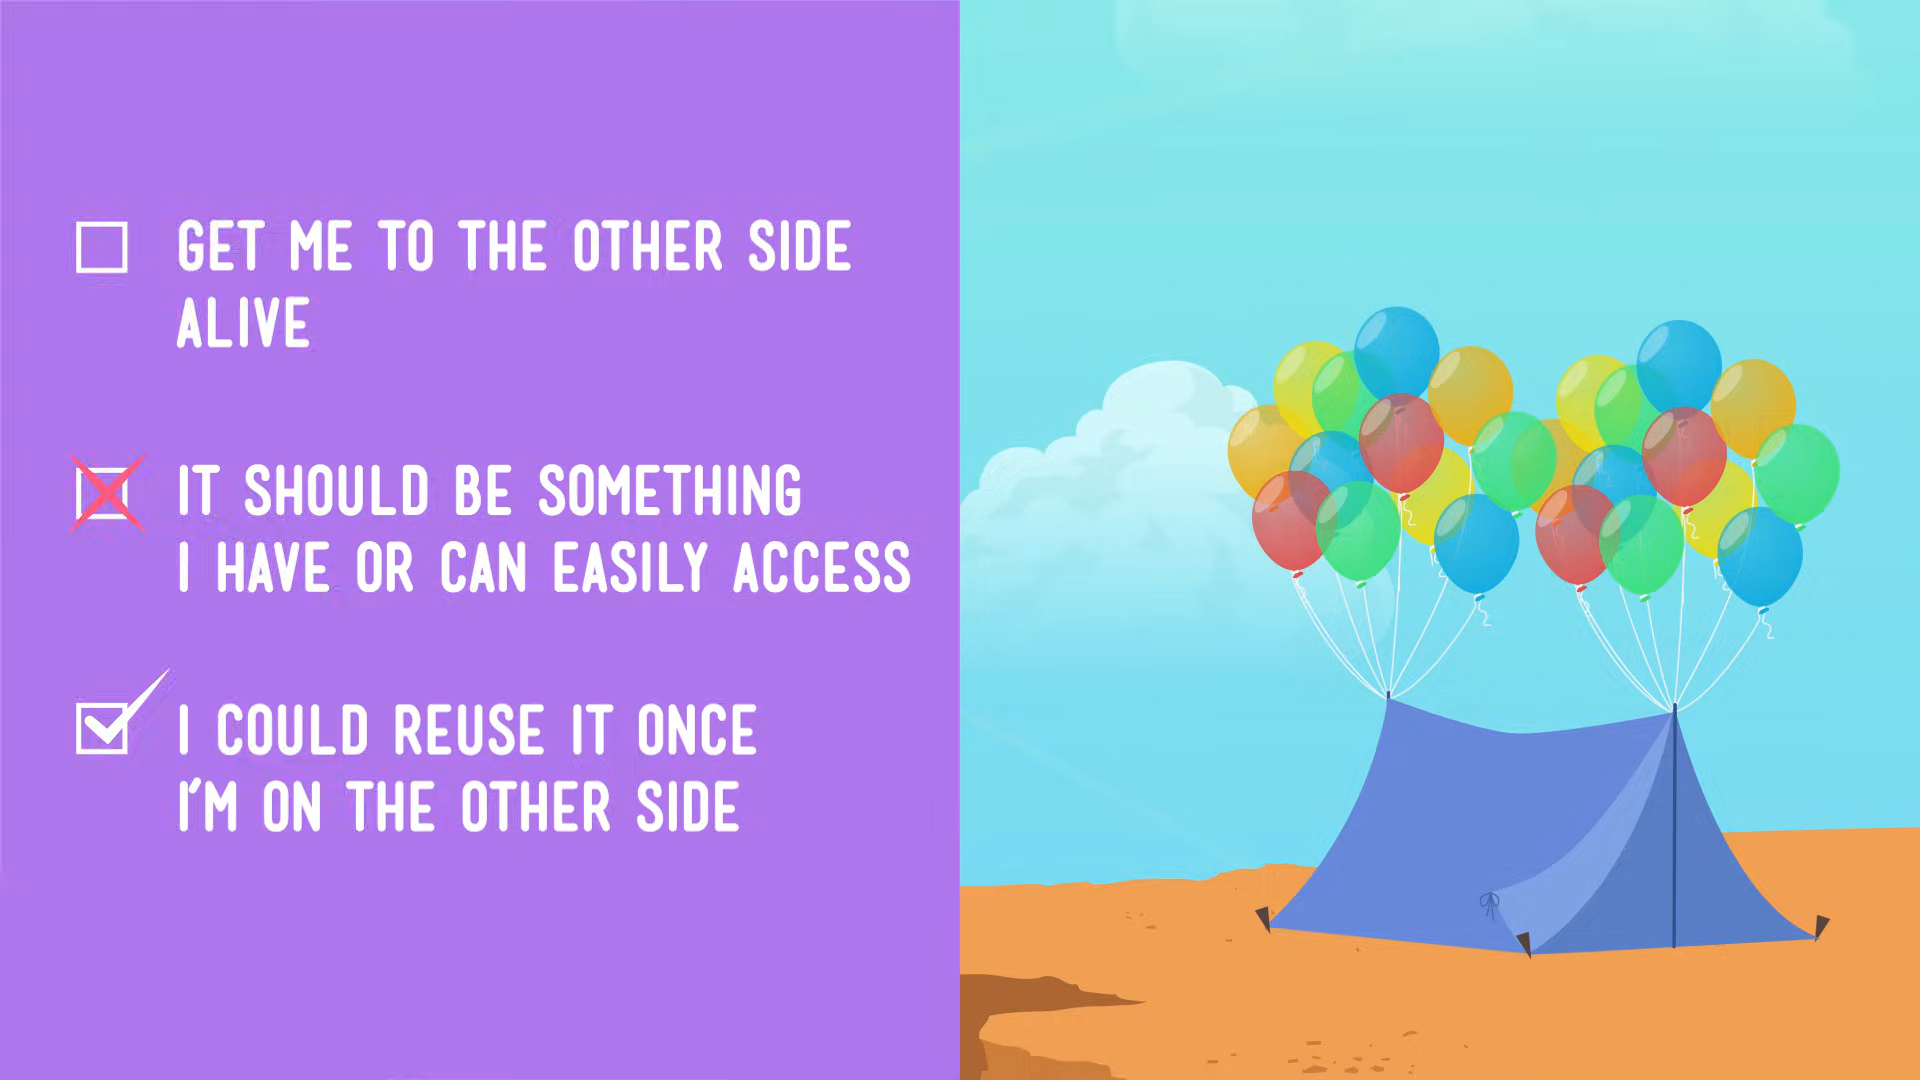 GET ME TO THE OTHER SIDE
ALIVE
IT SHOULD BE SOMETHING
I HAVE OR CAN EASILY ACCESS
I COULD REUSE IT ONCE
I'M ON THE OTHER SIDE